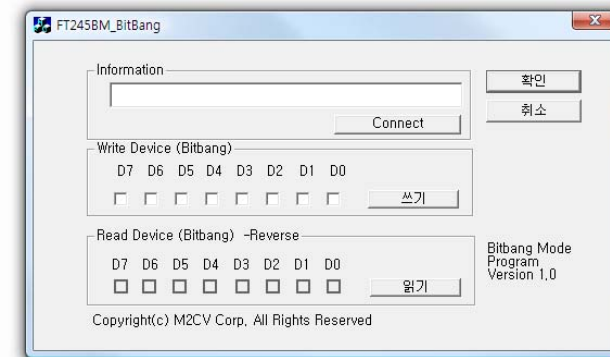 FT245BM_BitBang
Information
확인
Connect
취소
Write Device (Bitbang)
D7 D6 D5 D4 D3 D2 D1 D0
쓰기
Read Device (Bitbang) -Reverse
D7 D6 D5 D4 D3 D2 D1 D0
읽기
Bitbang Mode
Program
Version 1,0
Copyright(c) M2CV Corp, All Rights Reserved